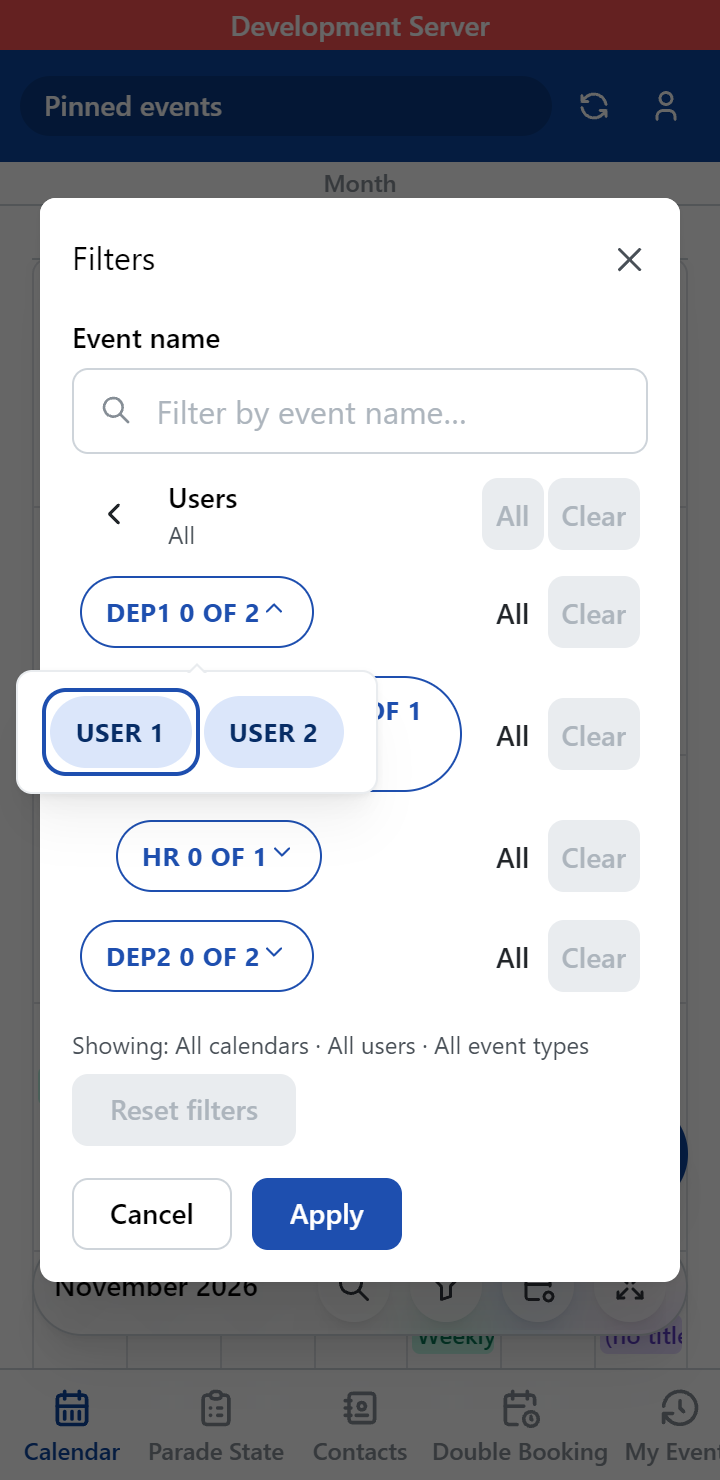 Development Server
Pinned events
Month
Filters
Event name
Filter by event name...
Users
All
All
Clear
DEP1 0 OF 2
All
Clear
USER 1
USER 2
OF 1
All
Clear
HR 0 OF 1
All
Clear
DEP2 0 OF 2
All
Clear
Showing: All calendars · All users · All event types
Reset filters
Cancel
Apply
November 2026
Weekly
(no title
Calendar
Parade State
Contacts
Double Booking
My Even